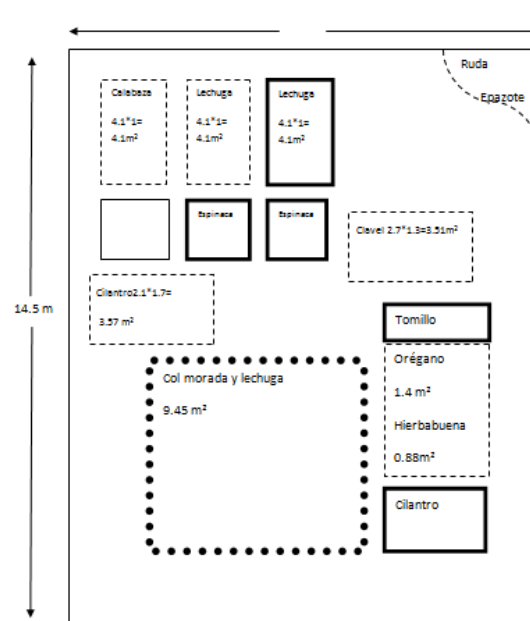 Ruda
Epazote
Calabaza
4.1*1=
4.1m²
Lechuga
4.1*1=
4.1m²
Lechuga
4.1*1=
4.1m²
Espinaca
Espinaca
Clavel 2.7*1.3=3.51m²
Cilantro2.1*1.7=
3.57 m²
14.5 m
Tomillo
Orégano
1.4 m²
Hierbabuena
0.88m²
Col morada y lechuga
9.45 m²
Cilantro